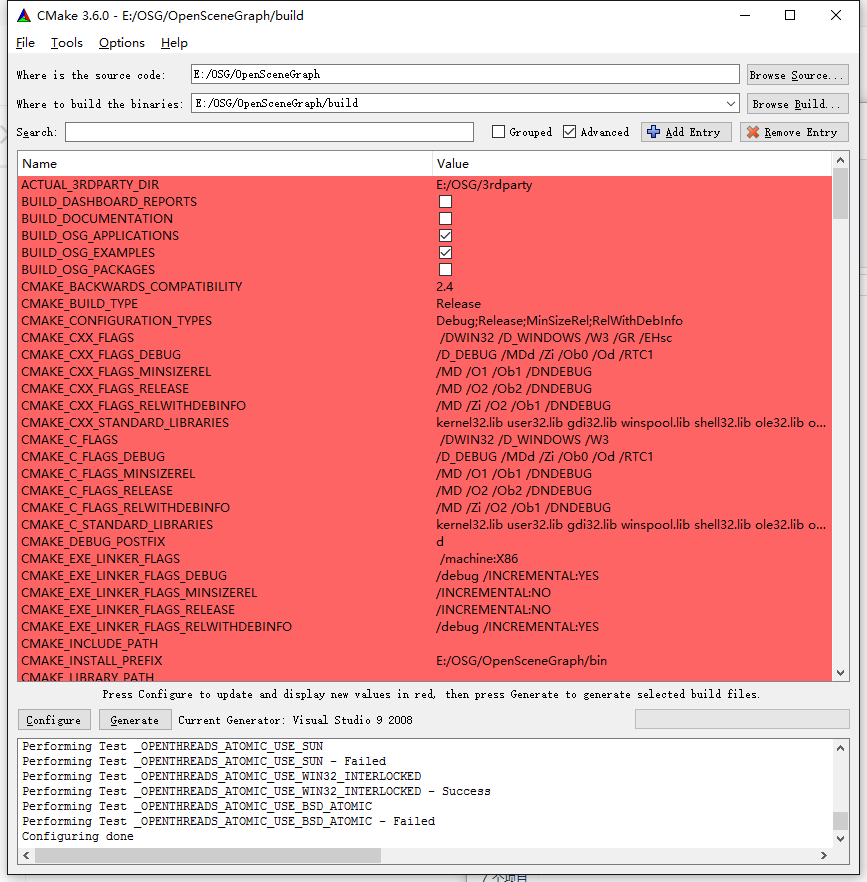 CMake 3.6.0 - E:/OSG/OpenSceneGraph/build
File Tools Options Help
Where is the source code: E:/OSG/OpenSceneGraph Browse Source...
Where to build the binaries: E:/OSG/OpenSceneGraph/build Browse Build...
Search: Grouped Advanced Add Entry Remove Entry
Name Value
ACTUAL_3RDPARTY_DIR E:/OSG/3rdparty
BUILD_DASHBOARD_REPORTS
BUILD_DOCUMENTATION
BUILD_OSG_APPLICATIONS
BUILD_OSG_EXAMPLES
BUILD_OSG_PACKAGES
CMAKE_BACKWARDS_COMPATIBILITY 2.4
CMAKE_BUILD_TYPE Release
CMAKE_CONFIGURATION_TYPES Debug;Release;MinSizeRel;RelWithDebInfo
CMAKE_CXX_FLAGS /DWIN32 /D_WINDOWS /W3 /GR /EHsc
CMAKE_CXX_FLAGS_DEBUG /D_DEBUG /MDd /Zi /Ob0 /Od /RTC1
CMAKE_CXX_FLAGS_MINSIZEREL /MD /O1 /Ob1 /DNDEBUG
CMAKE_CXX_FLAGS_RELEASE /MD /O2 /Ob2 /DNDEBUG
CMAKE_CXX_FLAGS_RELWITHDEBINFO /MD /Zi /O2 /Ob1 /DNDEBUG
CMAKE_CXX_STANDARD_LIBRARIES kernel32.lib user32.lib gdi32.lib winspool.lib shell32.lib ole32.lib o...
CMAKE_C_FLAGS /DWIN32 /D_WINDOWS /W3
CMAKE_C_FLAGS_DEBUG /D_DEBUG /MDd /Zi /Ob0 /Od /RTC1
CMAKE_C_FLAGS_MINSIZEREL /MD /O1 /Ob1 /DNDEBUG
CMAKE_C_FLAGS_RELEASE /MD /O2 /Ob2 /DNDEBUG
CMAKE_C_FLAGS_RELWITHDEBINFO /MD /Zi /O2 /Ob1 /DNDEBUG
CMAKE_C_STANDARD_LIBRARIES kernel32.lib user32.lib gdi32.lib winspool.lib shell32.lib ole32.lib o...
CMAKE_DEBUG_POSTFIX d
CMAKE_EXE_LINKER_FLAGS /machine:X86
CMAKE_EXE_LINKER_FLAGS_DEBUG /debug /INCREMENTAL:YES
CMAKE_EXE_LINKER_FLAGS_MINSIZEREL /INCREMENTAL:NO
CMAKE_EXE_LINKER_FLAGS_RELEASE /INCREMENTAL:NO
CMAKE_EXE_LINKER_FLAGS_RELWITHDEBINFO /debug /INCREMENTAL:YES
CMAKE_INCLUDE_PATH
CMAKE_INSTALL_PREFIX E:/OSG/OpenSceneGraph/bin
CMAKE_LIBRARY_PATH
Press Configure to update and display new values in red, then press Generate to generate selected build files.
Configure Generate Current Generator: Visual Studio 9 2008
Performing Test _OPENTHREADS_ATOMIC_USE_SUN
Performing Test _OPENTHREADS_ATOMIC_USE_SUN - Failed
Performing Test _OPENTHREADS_ATOMIC_USE_WIN32_INTERLOCKED
Performing Test _OPENTHREADS_ATOMIC_USE_WIN32_INTERLOCKED - Success
Performing Test _OPENTHREADS_ATOMIC_USE_BSD_ATOMIC
Performing Test _OPENTHREADS_ATOMIC_USE_BSD_ATOMIC - Failed
Configuring done
7 个项目